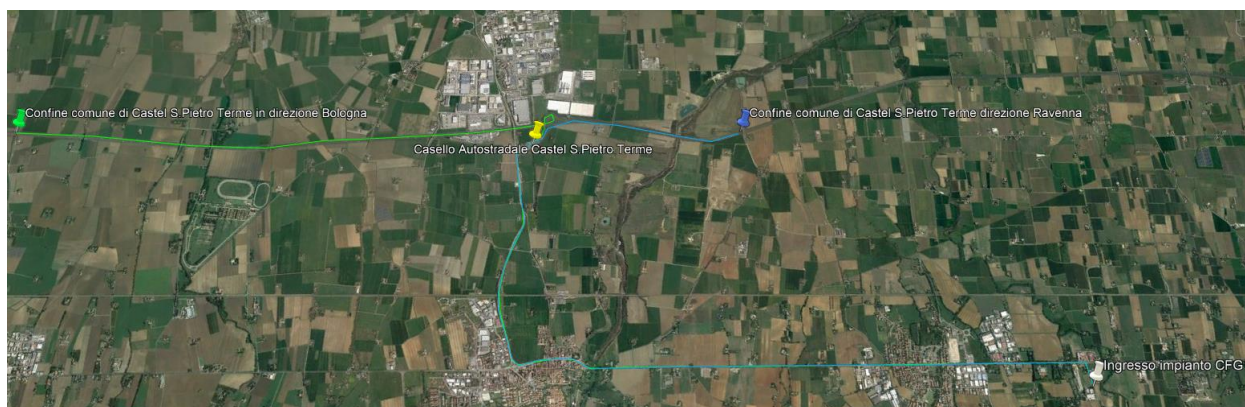 Confine comune di Castel S.Pietro Terme in direzione Bologna
Confine comune di Castel S.Pietro Terme direzione Ravenna
Casello Autostradale Castel S.Pietro Terme
Ingresso impianto CFG